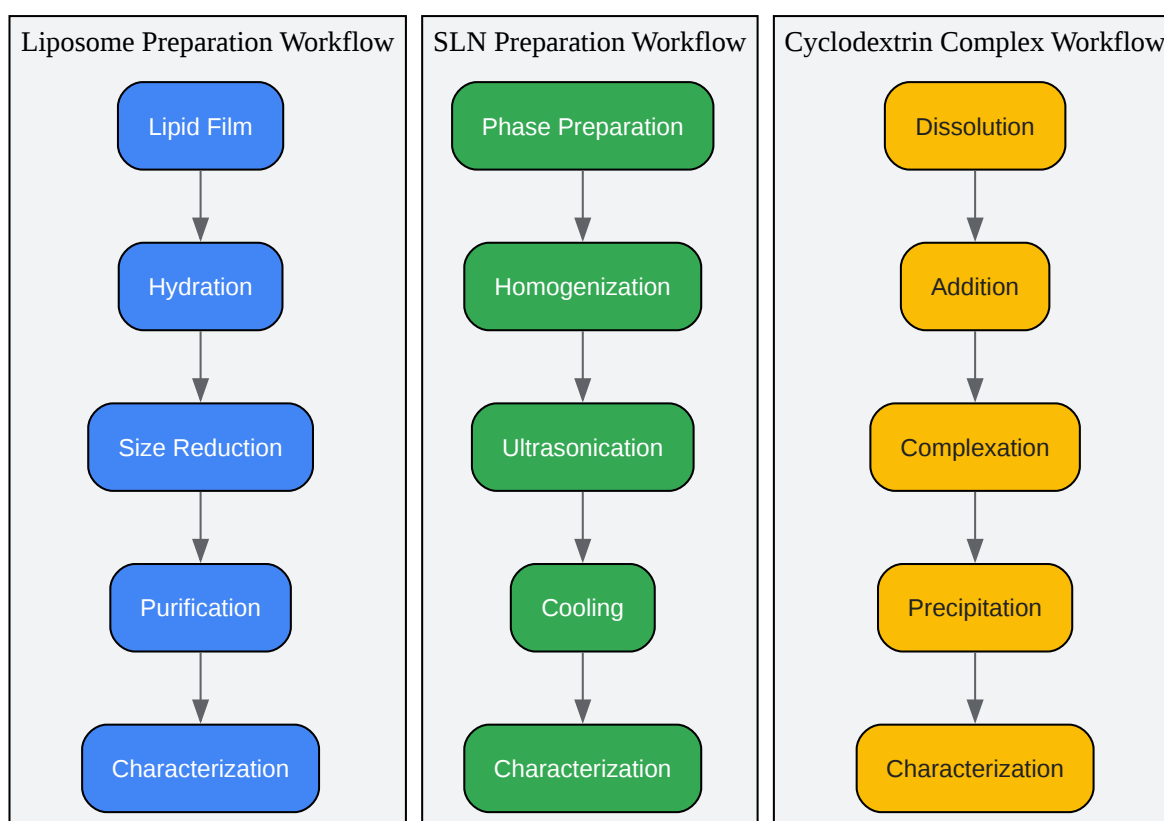 Liposome Preparation Workflow
Lipid Film
Hydration
Size Reduction
Purification
Characterization
SLN Preparation Workflow
Phase Preparation
Homogenization
Ultrasonication
Cooling
Characterization
Cyclodextrin Complex Workflow
Dissolution
Addition
Complexation
Precipitation
Characterization